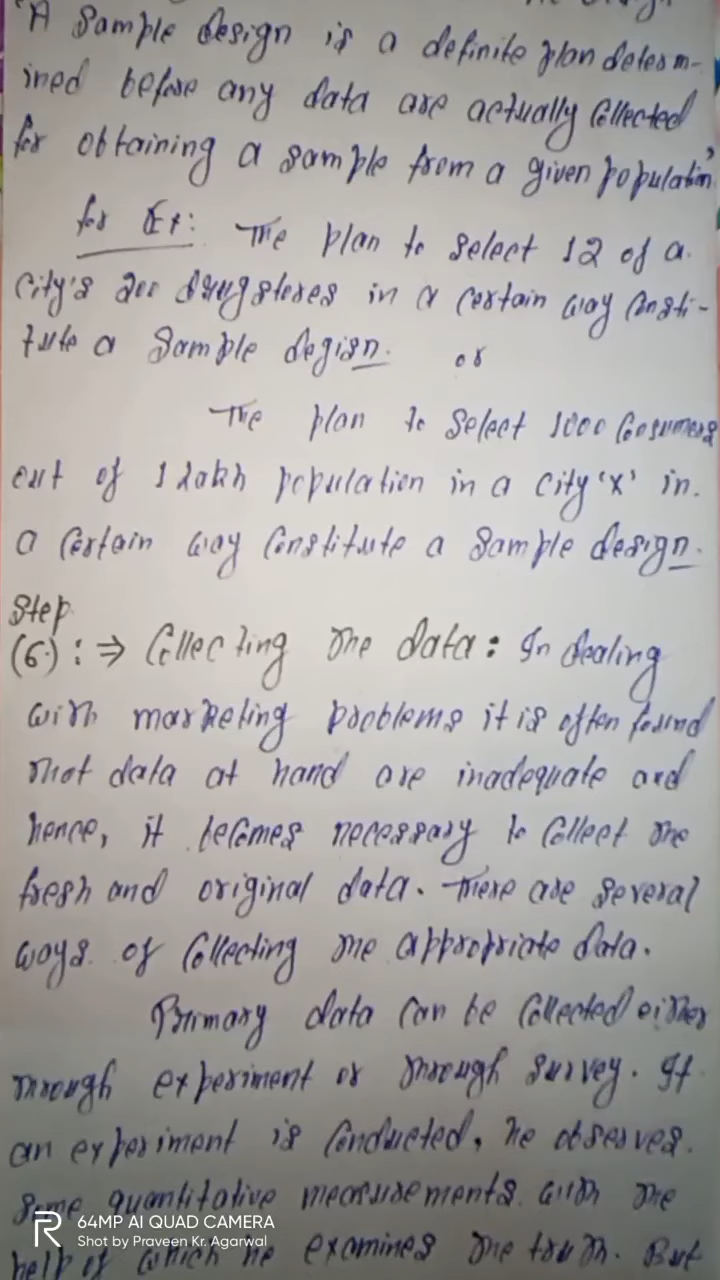 "A Sample design is a definite plan determ-
ined before any data are actually Collected
for obtaining a sample from a given population"
for Ex: The plan to select 12 of a
City's 200 drugstores in a certain way Consti-
tute a Sample design. or
The plan to select 1000 Consumers
out of 1 lakh population in a city 'x' in
a Certain way Constitute a Sample design.
Step
(6.) :⇒ Collecting the data: In dealing
with marketing problems it is often found
that data at hand are inadequate and
hence, it becomes necessary to Collect the
fresh and original data. There are several
ways of Collecting the appropriate data.
Primary data can be Collected either
through experiment or through survey. If
an experiment is Conducted, he observes
Some quantitative measurements with the
help of which he examines the truth. But
64MP AI QUAD CAMERA
Shot by Praveen Kr. Agarwal